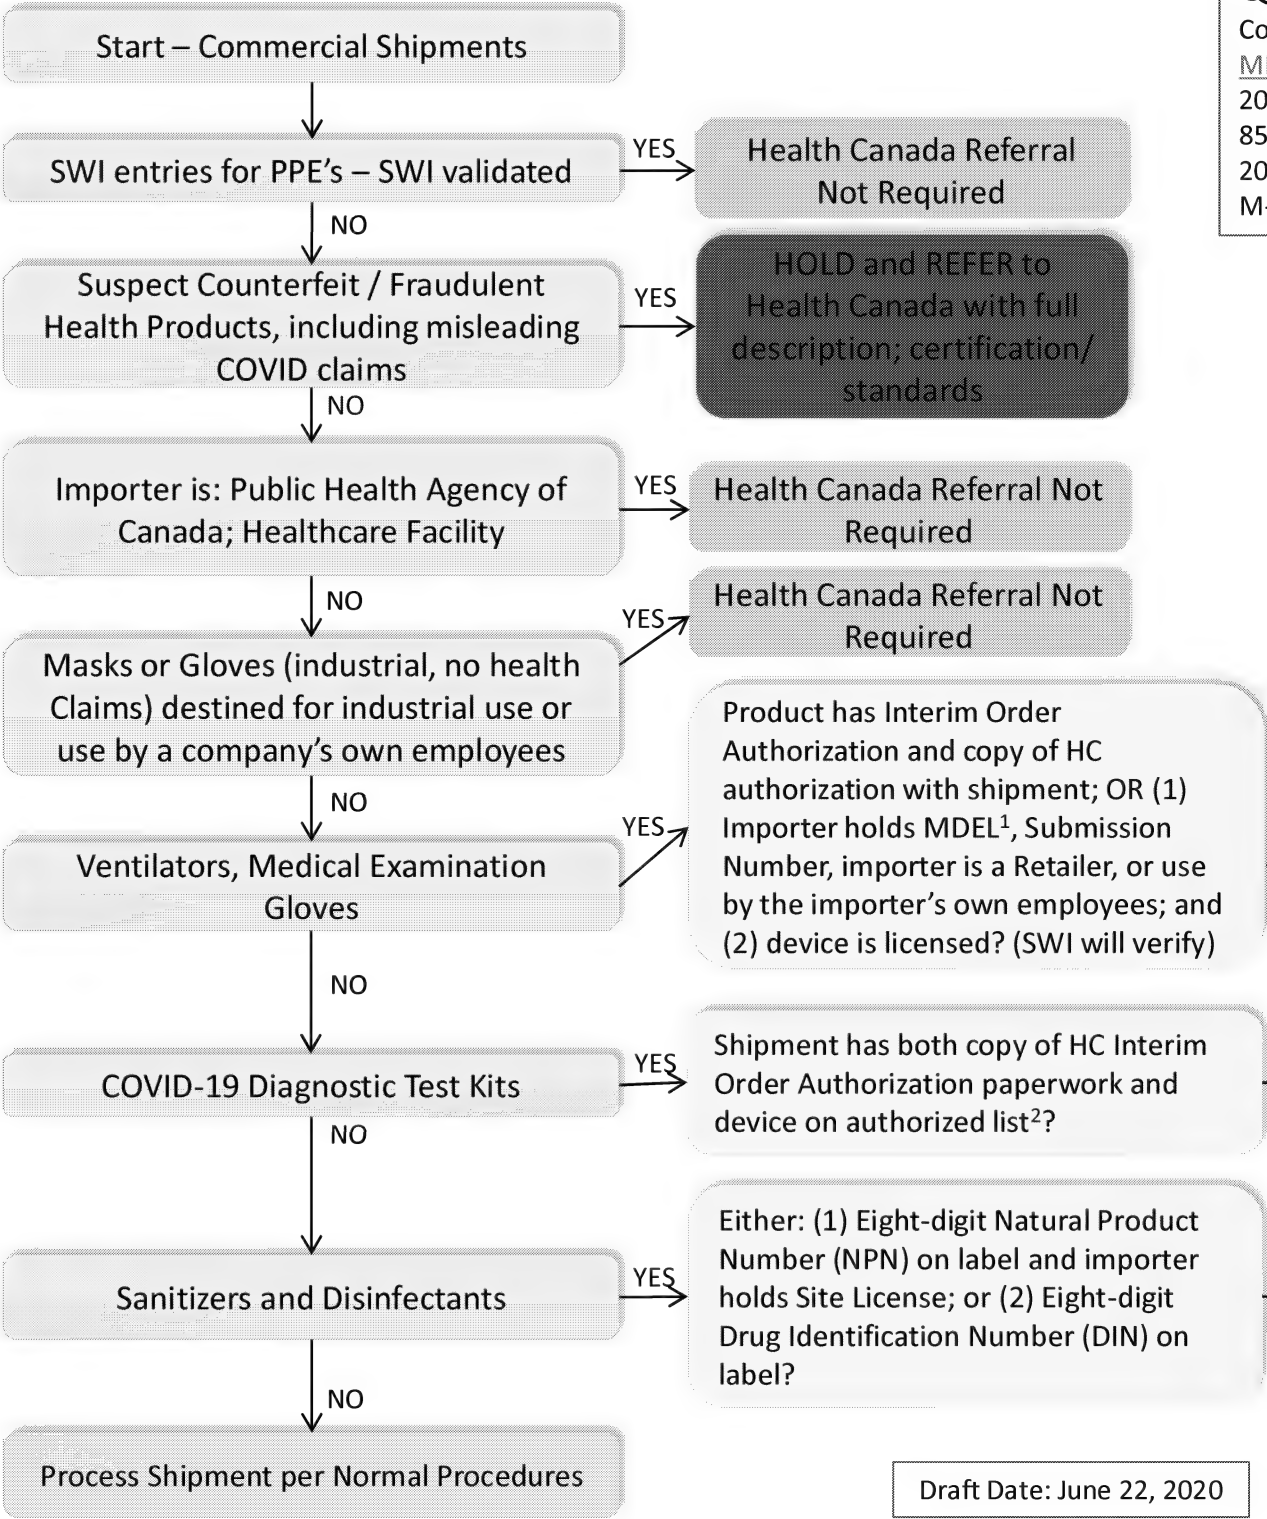 Start – Commercial Shipments
Co
M
20
85
20
M-
SWI entries for PPE's – SWI validated
YES
Health Canada Referral
Not Required
NO
Suspect Counterfeit / Fraudulent
Health Products, including misleading
COVID claims
YES
HOLD and REFER to
Health Canada with full
description; certification/
standards
NO
Importer is: Public Health Agency of
Canada; Healthcare Facility
YES
Health Canada Referral Not
Required
NO
Masks or Gloves (industrial, no health
Claims) destined for industrial use or
use by a company's own employees
YES
Health Canada Referral Not
Required
NO
Ventilators, Medical Examination
Gloves
YES
Product has Interim Order
Authorization and copy of HC
authorization with shipment; OR (1)
Importer holds MDEL¹, Submission
Number, importer is a Retailer, or use
by the importer's own employees; and
(2) device is licensed? (SWI will verify)
NO
COVID-19 Diagnostic Test Kits
YES
Shipment has both copy of HC Interim
Order Authorization paperwork and
device on authorized list²?
NO
Sanitizers and Disinfectants
YES
Either: (1) Eight-digit Natural Product
Number (NPN) on label and importer
holds Site License; or (2) Eight-digit
Drug Identification Number (DIN) on
label?
NO
Process Shipment per Normal Procedures
Draft Date: June 22, 2020